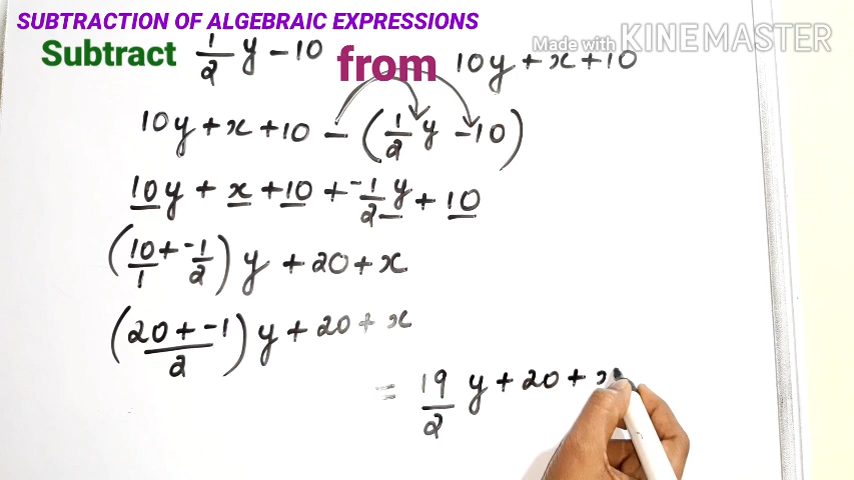 SUBTRACTION OF ALGEBRAIC EXPRESSIONS
Made with KINEMASTER
Subtract 1/2 y - 10 from 10y + x + 10
10y + x + 10 - (1/2 y - 10)
10y + x + 10 + -1/2 y + 10
(10/1 + -1/2) y + 20 + x
(20 + -1 / 2) y + 20 + x
= 19/2 y + 20 + x